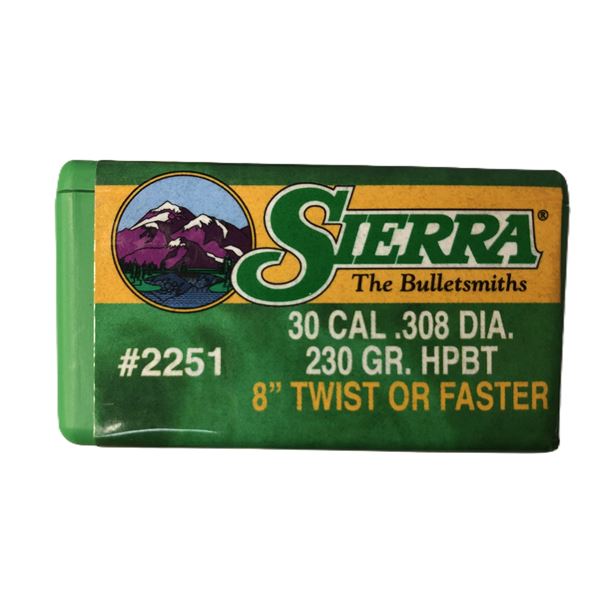 SIERRA®
The Bulletsmiths
#2251
30 CAL .308 DIA.
230 GR. HPBT
8" TWIST OR FASTER